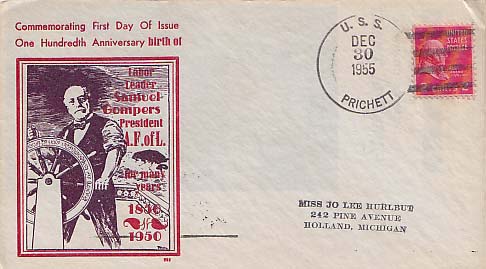 Commemorating First Day Of Issue
One Hundredth Anniversary birth of
Labor
Leader
Samuel
Gompers
President
A.F. of L.
for many
years
1850
1950
U. S. S.
DEC
30
1955
PRICHETT
UNITED
STATES
POSTAGE
MISS JO LEE HURLBUT
242 PINE AVENUE
HOLLAND, MICHIGAN